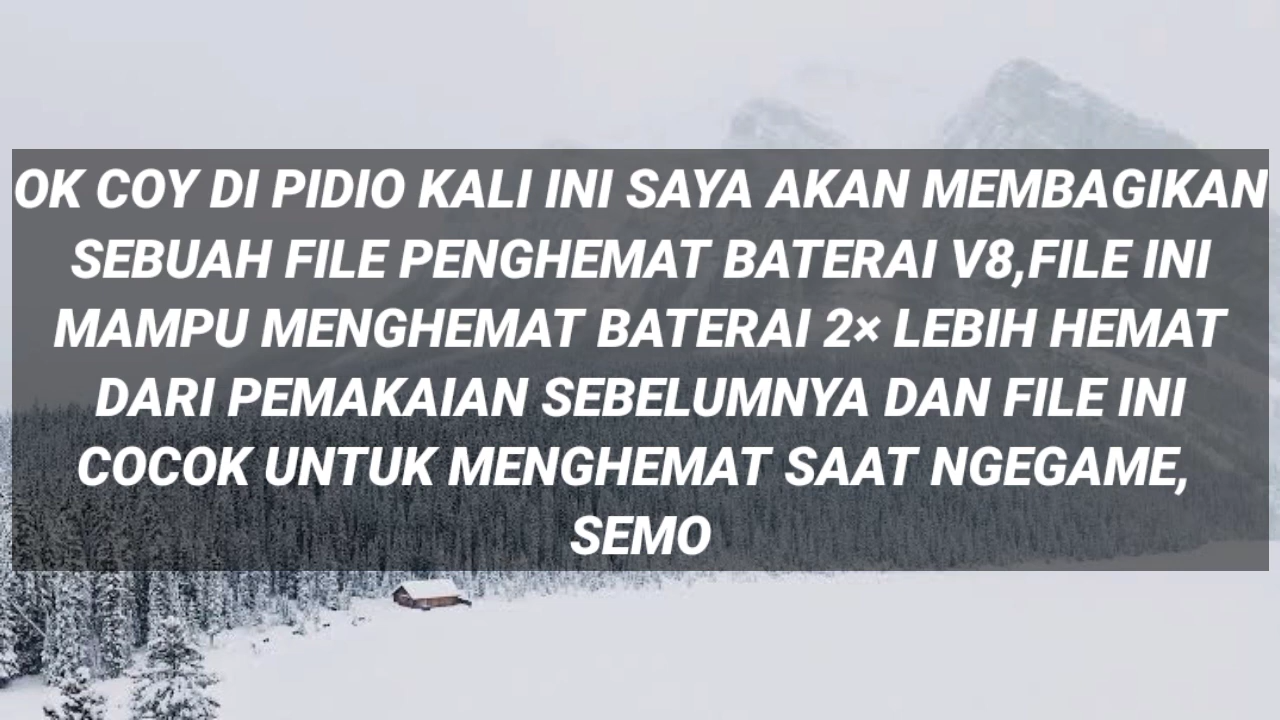 OK COY DI PIDIO KALI INI SAYA AKAN MEMBAGIKAN
SEBUAH FILE PENGHEMAT BATERAI V8,FILE INI
MAMPU MENGHEMAT BATERAI 2× LEBIH HEMAT
DARI PEMAKAIAN SEBELUMNYA DAN FILE INI
COCOK UNTUK MENGHEMAT SAAT NGEGAME,
SEMO